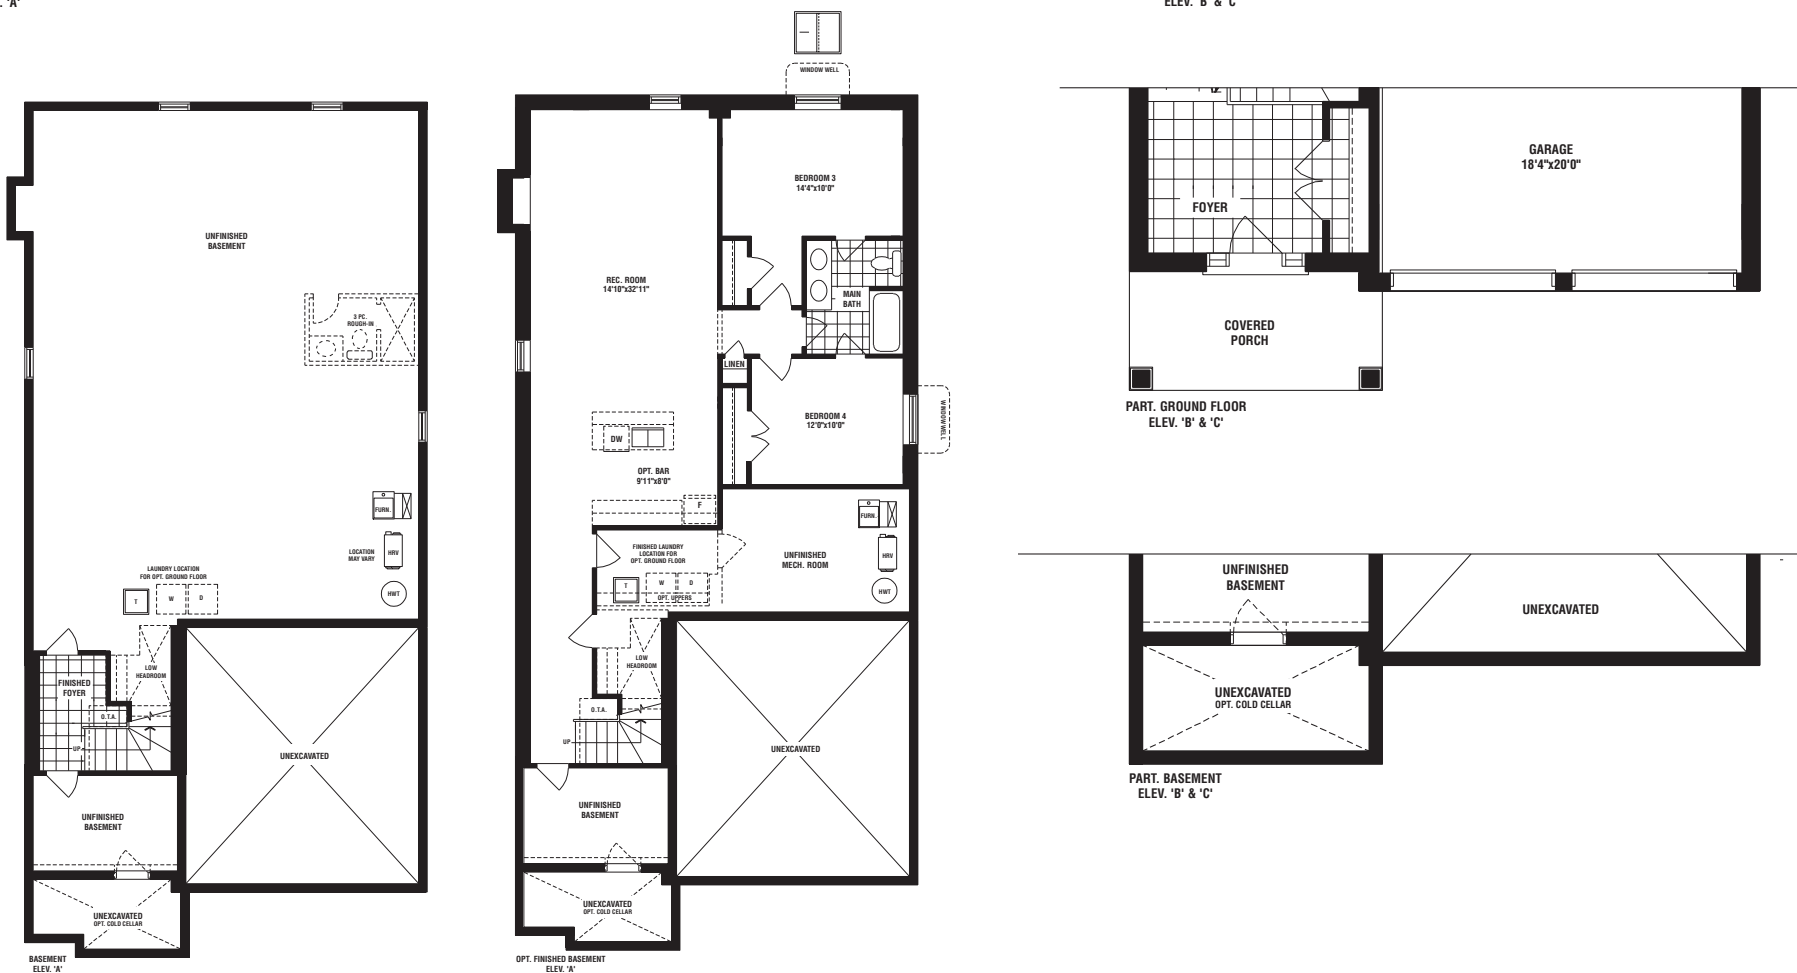 . 'A'
UNFINISHED
BASEMENT
3 PC.
ROUGH-IN
FURN.
LOCATION
MAY VARY
HRV
HWT
LAUNDRY LOCATION
FOR OPT. GROUND FLOOR
T
W
D
LOW
HEADROOM
FINISHED
FOYER
O.T.A.
UP
UNEXCAVATED
UNFINISHED
BASEMENT
UNEXCAVATED
OPT. COLD CELLAR
BASEMENT
ELEV. 'A'
WINDOW WELL
BEDROOM 3
14'4"x10'0"
REC. ROOM
14'10"x32'11"
MAIN
BATH
LINEN
BEDROOM 4
12'0"x10'0"
WINDOW WELL
DW
OPT. BAR
9'11"x8'0"
F
FURN.
FINISHED LAUNDRY
LOCATION FOR
OPT. GROUND FLOOR
UNFINISHED
MECH. ROOM
HRV
HWT
T
W
D
OPT. UPPERS
LOW
HEADROOM
O.T.A.
UP
UNEXCAVATED
UNFINISHED
BASEMENT
UNEXCAVATED
OPT. COLD CELLAR
OPT. FINISHED BASEMENT
ELEV. 'A'
ELEV. 'B' & 'C'
GARAGE
18'4"x20'0"
FOYER
COVERED
PORCH
PART. GROUND FLOOR
ELEV. 'B' & 'C'
UNFINISHED
BASEMENT
UNEXCAVATED
UNEXCAVATED
OPT. COLD CELLAR
PART. BASEMENT
ELEV. 'B' & 'C'